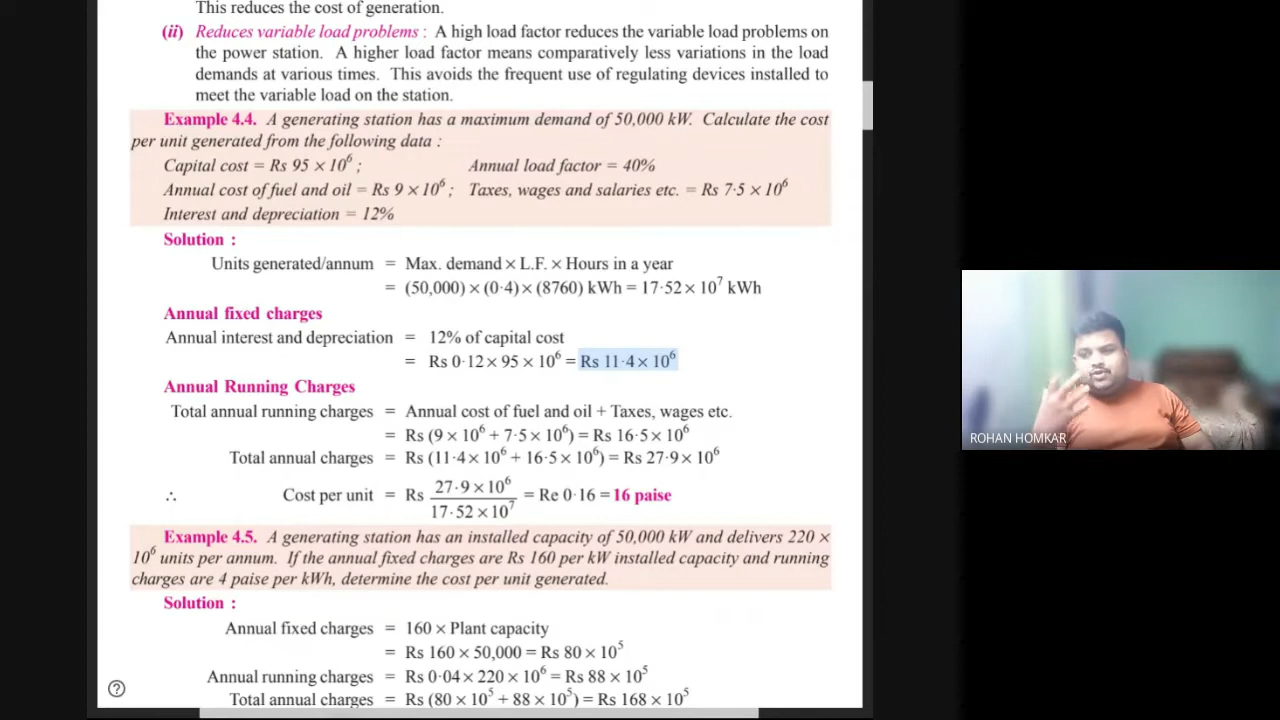 This reduces the cost of generation.
(ii) Reduces variable load problems : A high load factor reduces the variable load problems on
the power station. A higher load factor means comparatively less variations in the load
demands at various times. This avoids the frequent use of regulating devices installed to
meet the variable load on the station.
Example 4.4. A generating station has a maximum demand of 50,000 kW. Calculate the cost
per unit generated from the following data :
Capital cost = Rs 95 × 10⁶ ; Annual load factor = 40%
Annual cost of fuel and oil = Rs 9 × 10⁶ ; Taxes, wages and salaries etc. = Rs 7·5 × 10⁶
Interest and depreciation = 12%
Solution :
Units generated/annum = Max. demand × L.F. × Hours in a year
= (50,000) × (0·4) × (8760) kWh = 17·52 × 10⁷ kWh
Annual fixed charges
Annual interest and depreciation = 12% of capital cost
= Rs 0·12 × 95 × 10⁶ = Rs 11·4 × 10⁶
Annual Running Charges
Total annual running charges = Annual cost of fuel and oil + Taxes, wages etc.
= Rs (9 × 10⁶ + 7·5 × 10⁶) = Rs 16·5 × 10⁶
Total annual charges = Rs (11·4 × 10⁶ + 16·5 × 10⁶) = Rs 27·9 × 10⁶
∴ Cost per unit = Rs 27·9 × 10⁶ / 17·52 × 10⁷ = Re 0·16 = 16 paise
Example 4.5. A generating station has an installed capacity of 50,000 kW and delivers 220 ×
10⁶ units per annum. If the annual fixed charges are Rs 160 per kW installed capacity and running
charges are 4 paise per kWh, determine the cost per unit generated.
Solution :
Annual fixed charges = 160 × Plant capacity
= Rs 160 × 50,000 = Rs 80 × 10⁵
Annual running charges = Rs 0·04 × 220 × 10⁶ = Rs 88 × 10⁵
Total annual charges = Rs (80 × 10⁵ + 88 × 10⁵) = Rs 168 × 10⁵
?
ROHAN HOMKAR